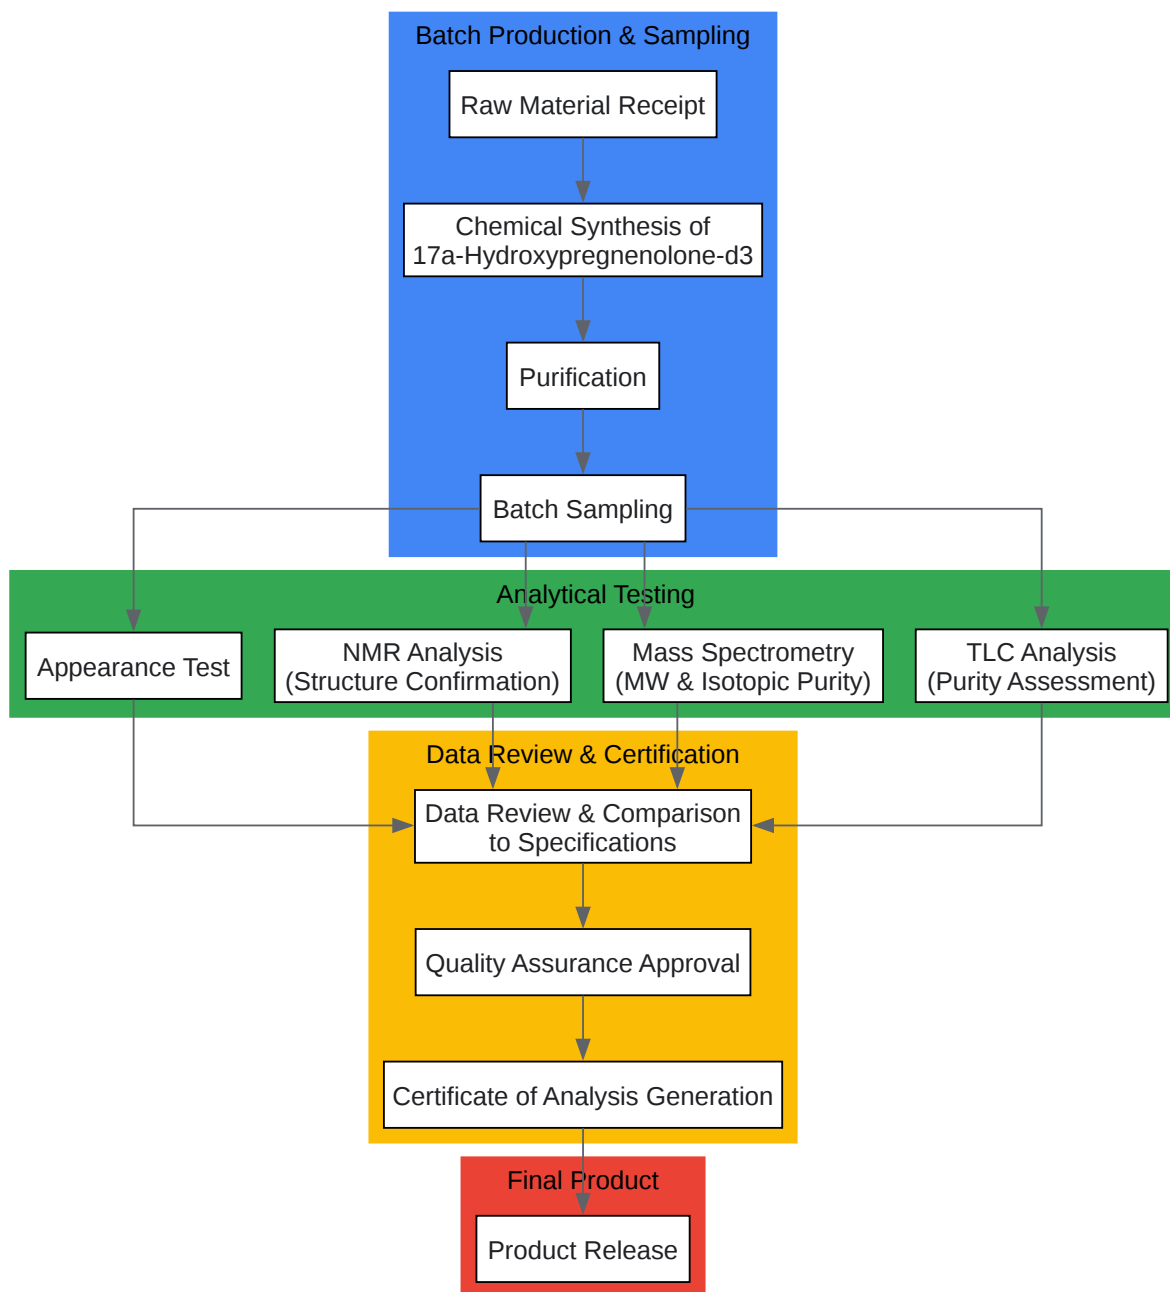 Batch Production & Sampling
Raw Material Receipt
Chemical Synthesis of
17a-Hydroxypregnenolone-d3
Purification
Batch Sampling
Analytical Testing
Appearance Test
NMR Analysis
(Structure Confirmation)
Mass Spectrometry
(MW & Isotopic Purity)
TLC Analysis
(Purity Assessment)
Data Review & Certification
Data Review & Comparison
to Specifications
Quality Assurance Approval
Certificate of Analysis Generation
Final Product
Product Release